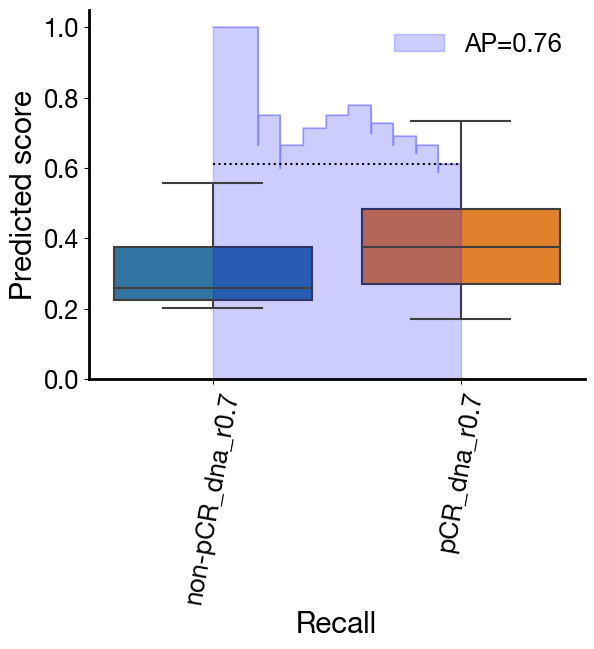 AP=0.76
Predicted score
1.0
0.8
0.6
0.4
0.2
0.0
non-pCR_dna_r0.7
pCR_dna_r0.7
Recall